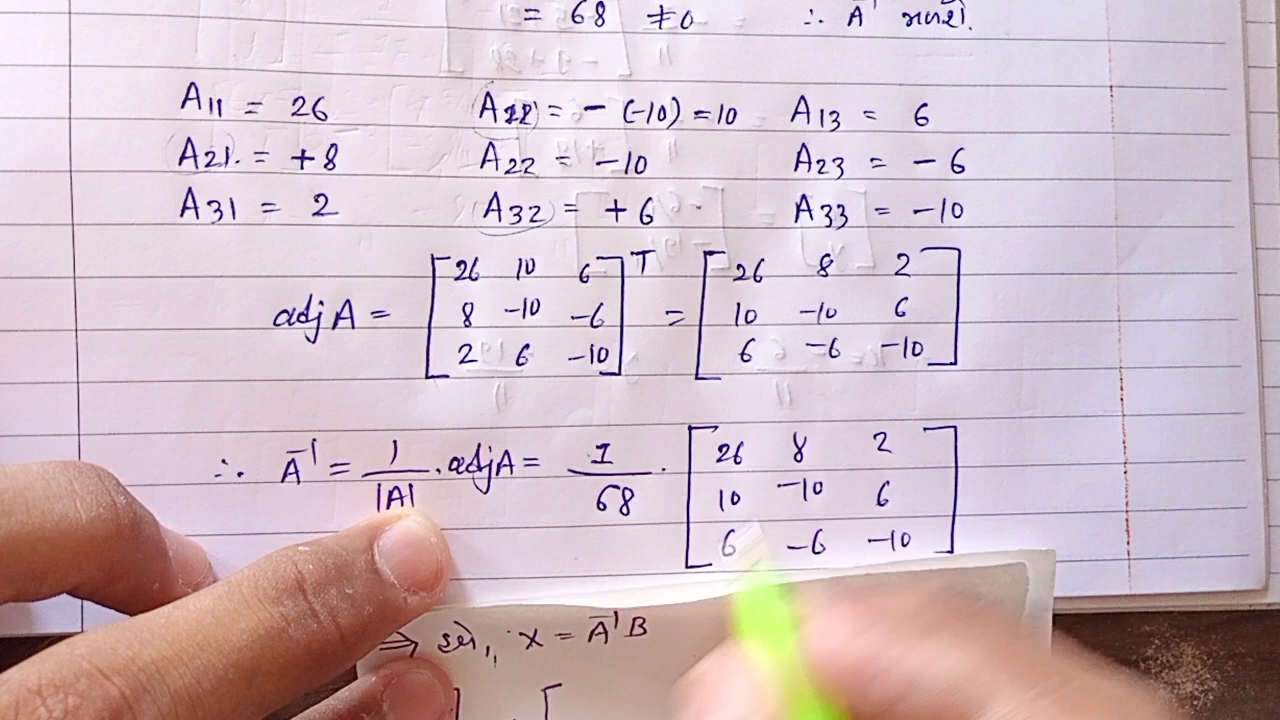 = 68 ≠0 ∴ A⁻¹ મળશે.
A11 = 26 A12 = - (-10) = 10 A13 = 6
A21. = +8 A22 = -10 A23 = - 6
A31 = 2 A32 = + 6 A33 = -10
adj A = [26 10 6; 8 -10 -6; 2 6 -10]T = [26 8 2; 10 -10 6; 6 -6 -10]
∴ A⁻¹ = 1/|A| . adjA = 1/68 . [26 8 2; 10 -10 6; 6 -6 -10]
⇒ હવે, x = A⁻¹B